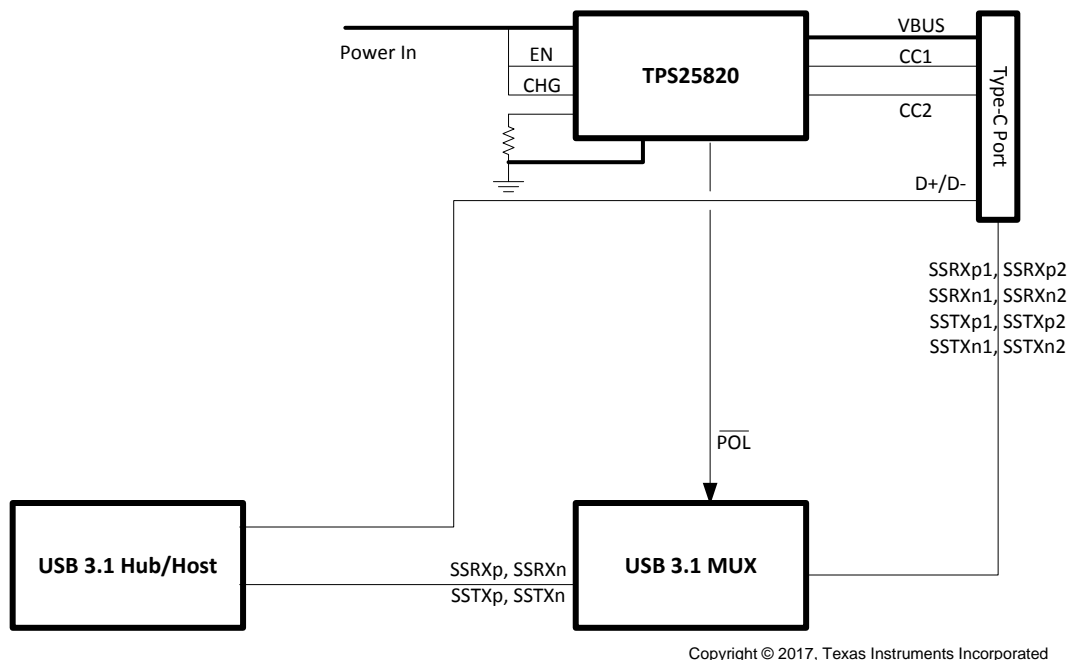 VBUS
Power In
EN
CC1
TPS25820
CHG
CC2
Type-C Port
D+/D-
SSRXp1, SSRXp2
SSRXn1, SSRXn2
SSTXp1, SSTXp2
SSTXn1, SSTXn2
POL
USB 3.1 Hub/Host
SSRXp, SSRXn
SSTXp, SSTXn
USB 3.1 MUX
Copyright © 2017, Texas Instruments Incorporated